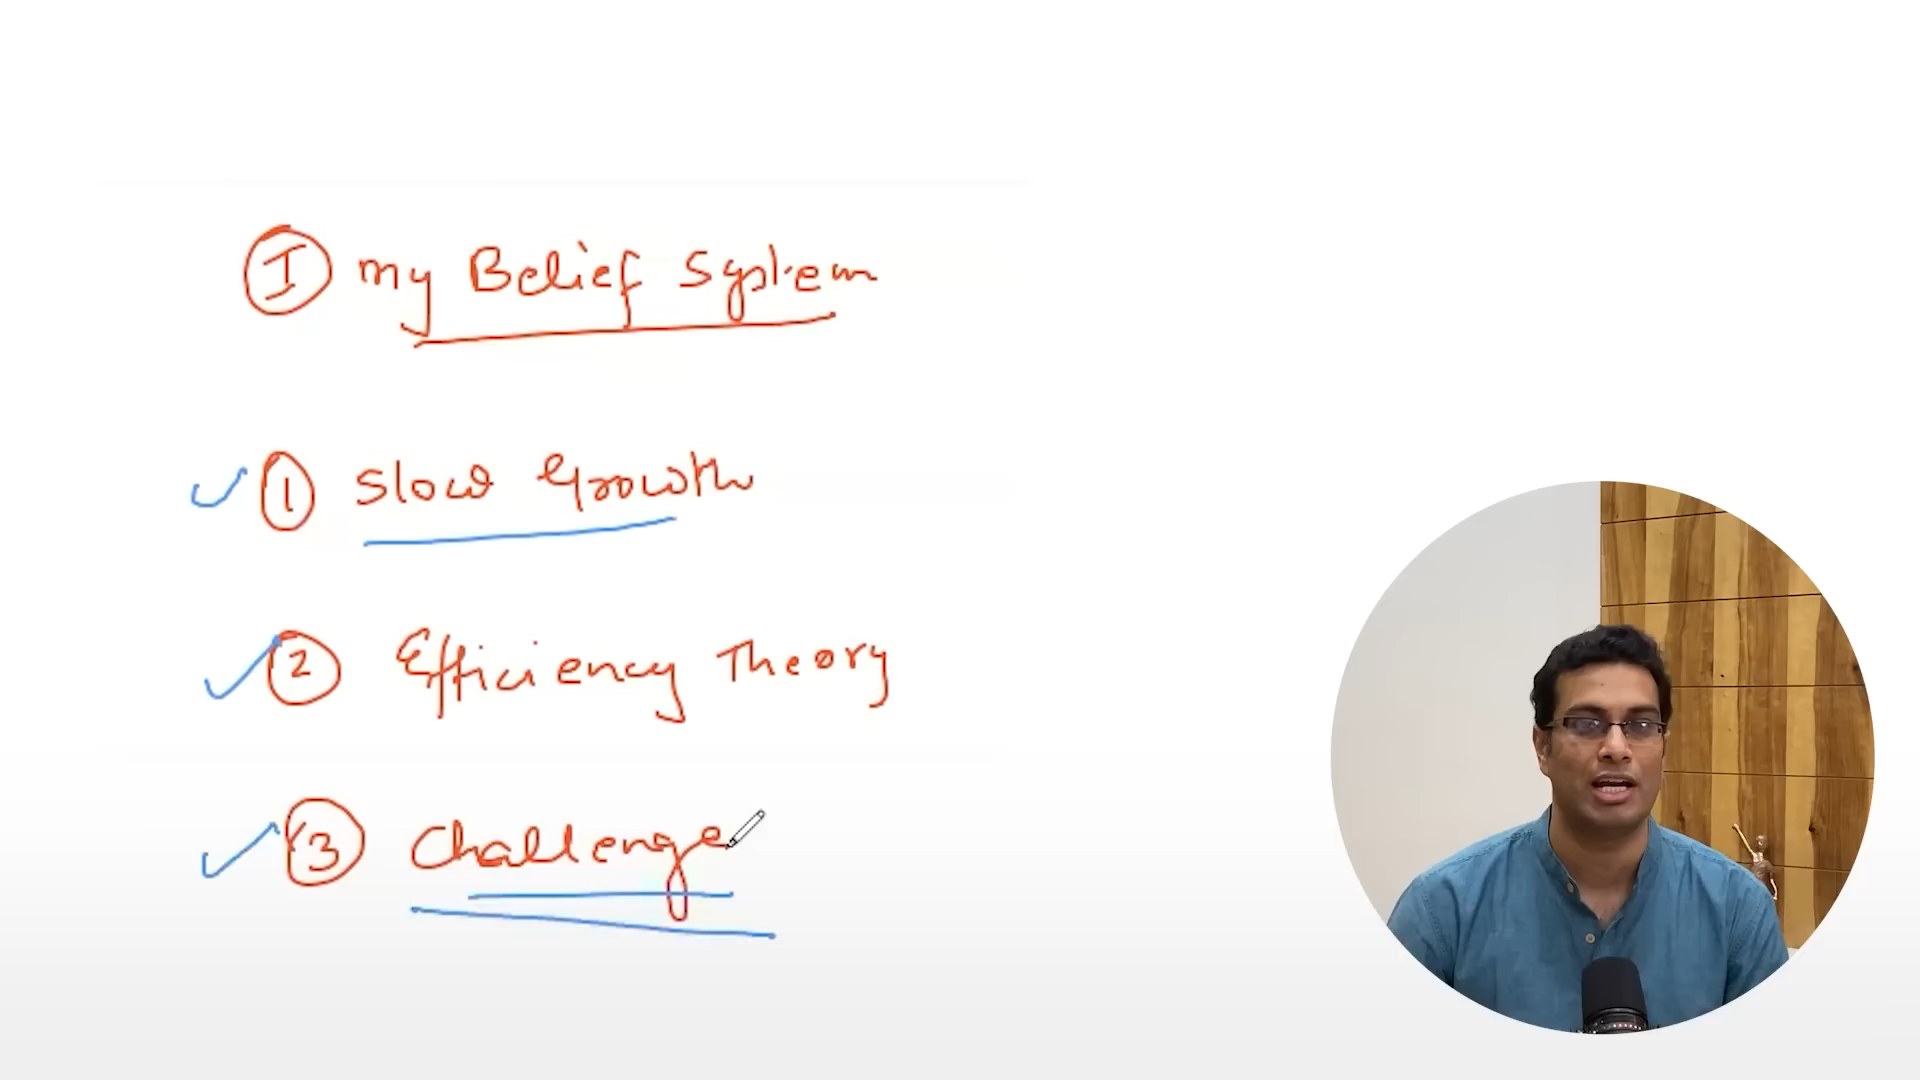 I my Belief System
1 Slow Growth
2 Efficiency Theory
3 Challenge